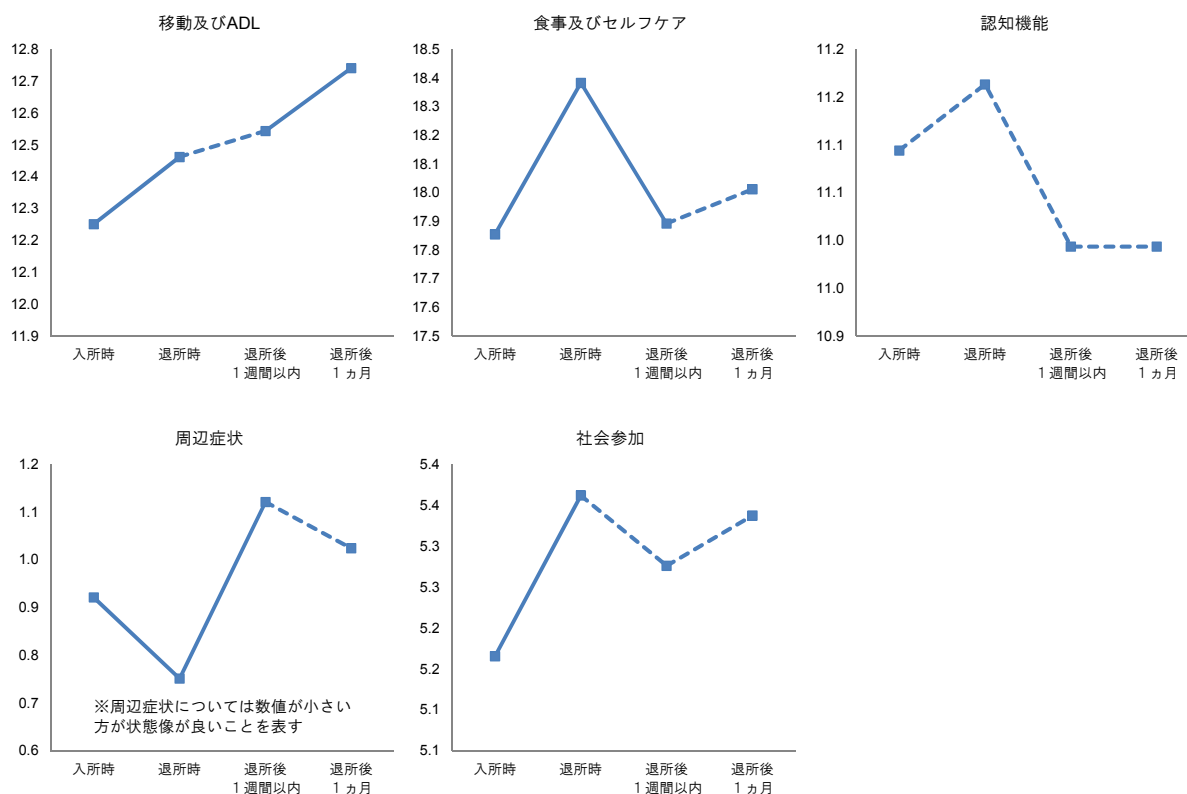 移動及びADL
12.8
12.7
12.6
12.5
12.4
12.3
12.2
12.1
12.0
11.9
入所時
退所時
退所後
１週間以内
退所後
１ヵ月
食事及びセルフケア
18.5
18.4
18.3
18.2
18.1
18.0
17.9
17.8
17.7
17.6
17.5
入所時
退所時
退所後
１週間以内
退所後
１ヵ月
認知機能
11.2
11.2
11.1
11.1
11.0
11.0
10.9
入所時
退所時
退所後
１週間以内
退所後
１ヵ月
周辺症状
1.2
1.1
1.0
0.9
0.8
0.7
0.6
※周辺症状については数値が小さい
方が状態像が良いことを表す
入所時
退所時
退所後
１週間以内
退所後
１ヵ月
社会参加
5.4
5.4
5.3
5.3
5.2
5.2
5.1
5.1
入所時
退所時
退所後
１週間以内
退所後
１ヵ月